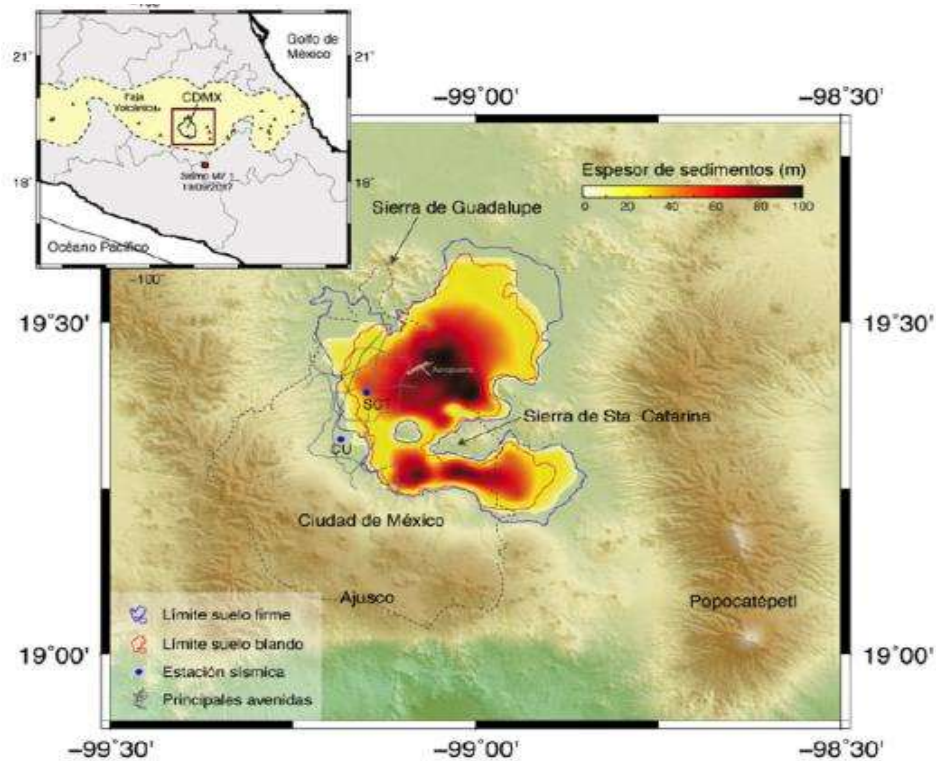 21°
Golfo de
México
21°
Faja
Volcánica
CDMX
18°
Sismo M7.1
19/09/2017
18°
Océano Pacífico
−100°
−99°00'
−98°30'
Espesor de sedimentos (m)
0 20 40 60 80 100
Sierra de Guadalupe
19°30'
19°30'
Aeropuerto
SCT
Sierra de Sta. Catarina
CU
Ciudad de México
Ajusco
Popocatépetl
Límite suelo firme
Límite suelo blando
Estación sísmica
Principales avenidas
19°00'
19°00'
−99°30'
−99°00'
−98°30'